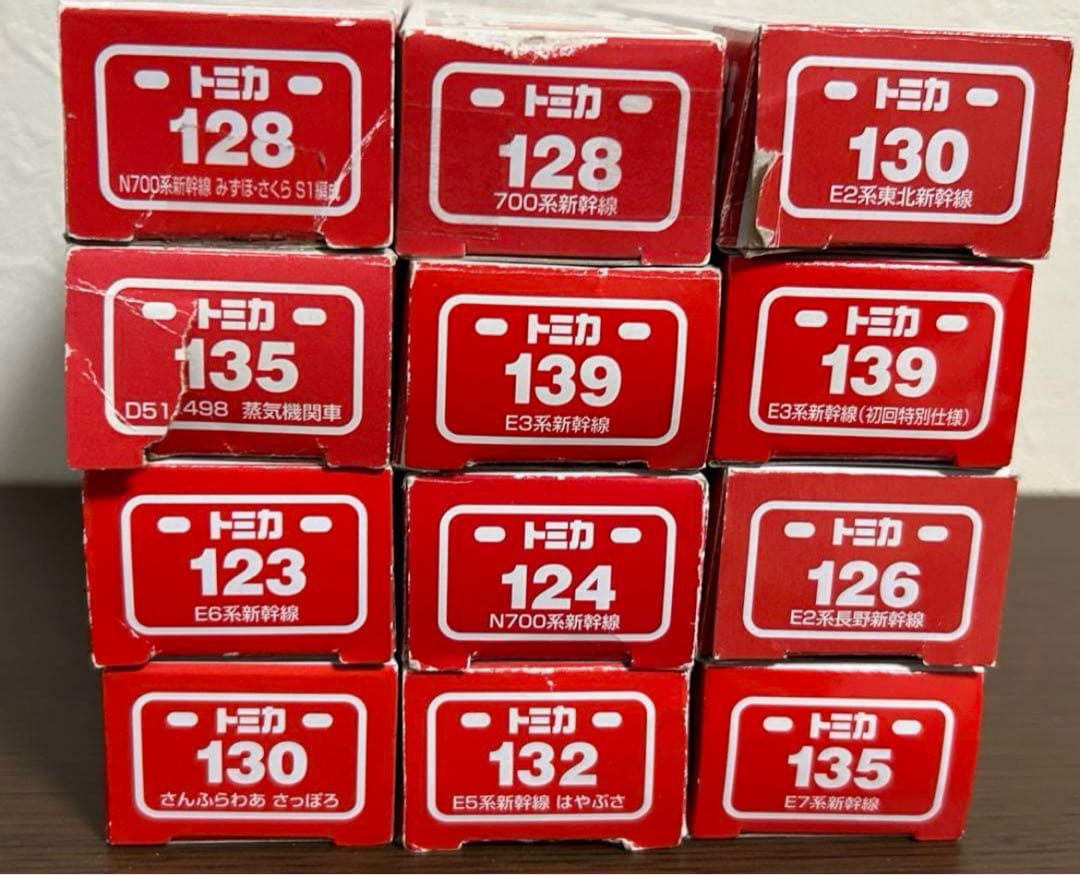 トミカ
128
N700系新幹線 みずほ・さくら S1編成
トミカ
128
700系新幹線
トミカ
130
E2系東北新幹線
トミカ
135
D51 498 蒸気機関車
トミカ
139
E3系新幹線
トミカ
139
E3系新幹線(初回特別仕様)
トミカ
123
E6系新幹線
トミカ
124
N700系新幹線
トミカ
126
E2系長野新幹線
トミカ
130
さんふらわあ さっぽろ
トミカ
132
E5系新幹線 はやぶさ
トミカ
135
E7系新幹線